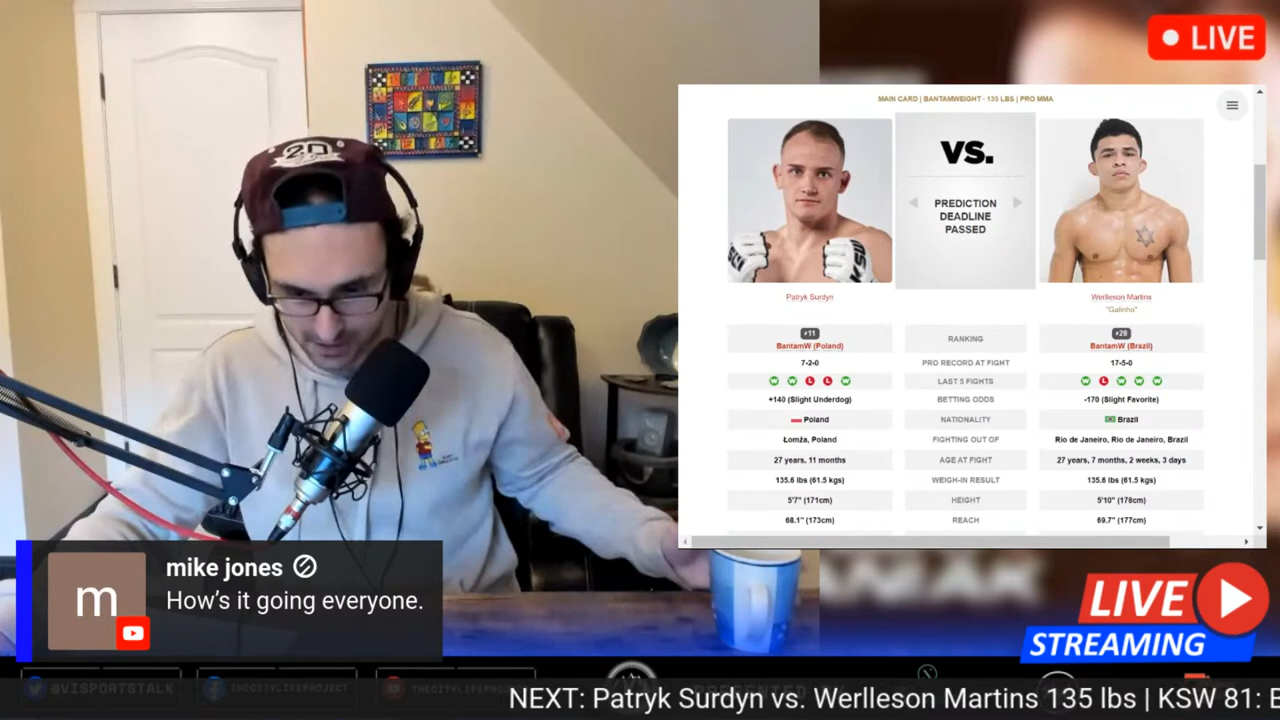 LIVE
MAIN CARD | BANTAMWEIGHT · 135 LBS | PRO MMA
20
VS.
PREDICTION
DEADLINE
PASSED
KSW
Patryk Surdyn
Werlleson Martins
"Galinho"
#11
RANKING
#28
BantamW (Poland)
BantamW (Brazil)
7-2-0
PRO RECORD AT FIGHT
17-5-0
W W L L W
LAST 5 FIGHTS
W L W W W
+140 (Slight Underdog)
BETTING ODDS
-170 (Slight Favorite)
Poland
NATIONALITY
Brazil
Łomża, Poland
FIGHTING OUT OF
Rio de Janeiro, Rio de Janeiro, Brazil
27 years, 11 months
AGE AT FIGHT
27 years, 7 months, 2 weeks, 3 days
135.6 lbs (61.5 kgs)
WEIGH-IN RESULT
135.6 lbs (61.5 kgs)
5'7" (171cm)
HEIGHT
5'10" (178cm)
68.1" (173cm)
REACH
69.7" (177cm)
m
mike jones
How's it going everyone.
LIVE
STREAMING
@VISPORTSTALK
THECITYLIFEPROJECT
NEXT: Patryk Surdyn vs. Werlleson Martins 135 lbs | KSW 81: